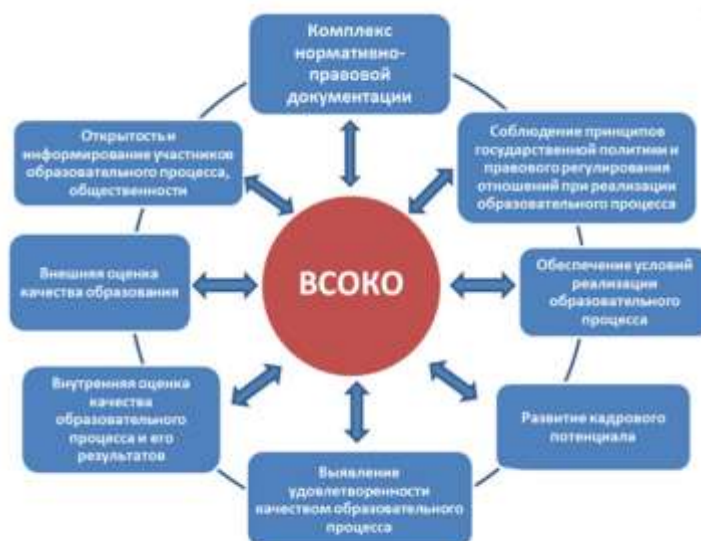 Комплекс
нормативно-
правовой
документации
Открытость и
информирование участников
образовательного процесса,
общественности
Соблюдение принципов
государственной политики и
правового регулирования
отношений при реализации
образовательного процесса
Внешняя оценка
качества образования
ВСОКО
Обеспечение условий
реализации
образовательного
процесса
Внутренняя оценка
качества
образовательного
процесса и его
результатов
Развитие кадрового
потенциала
Выявление
удовлетворенности
качеством образовательного
процесса